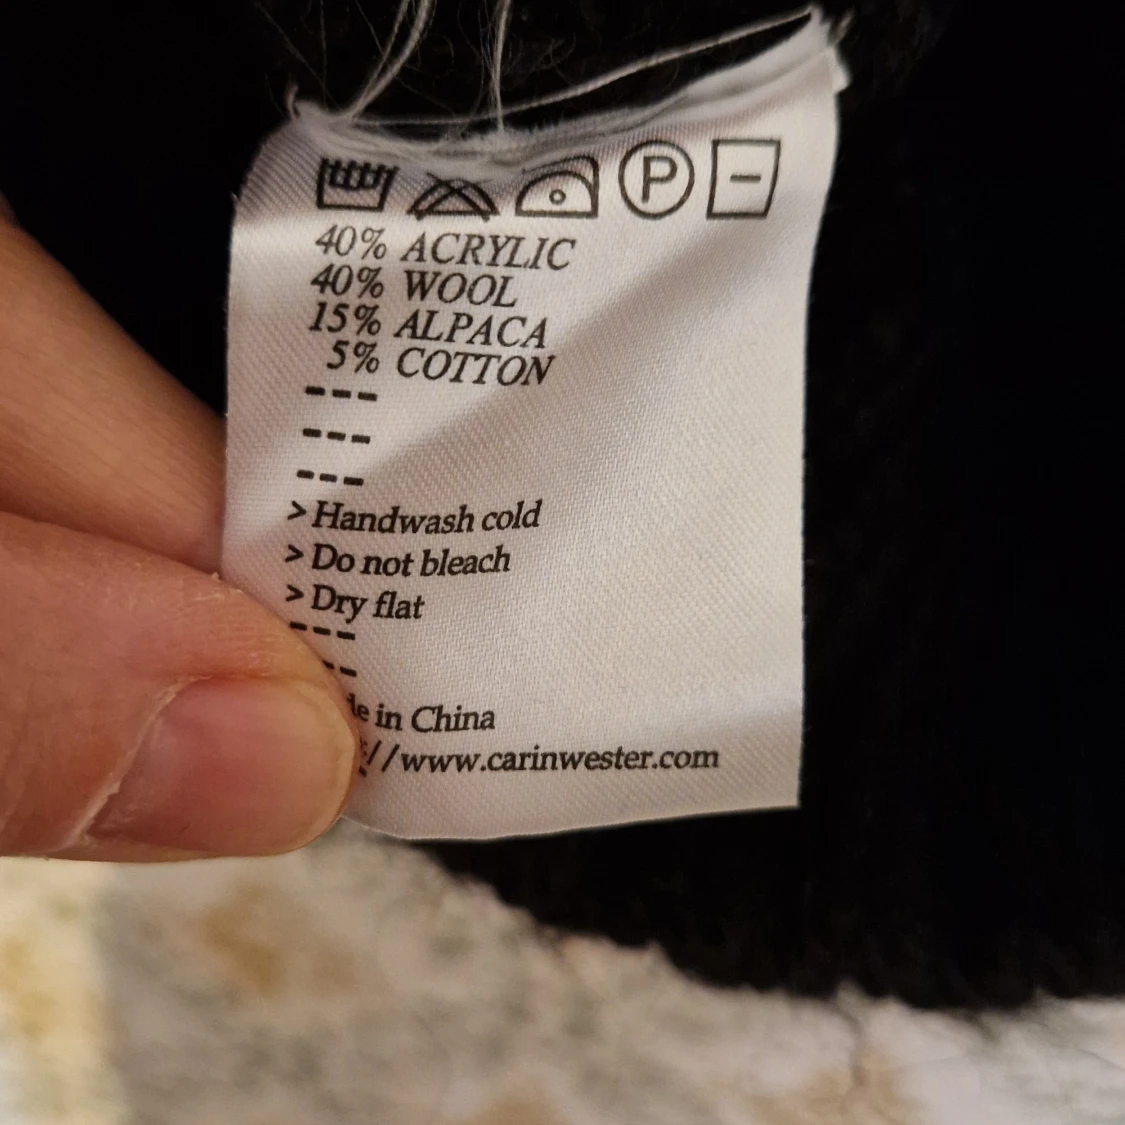 P
40% ACRYLIC
40% WOOL
15% ALPACA
5% COTTON
---
---
---
> Handwash cold
> Do not bleach
> Dry flat
---
--
in China
//www.carinwester.com